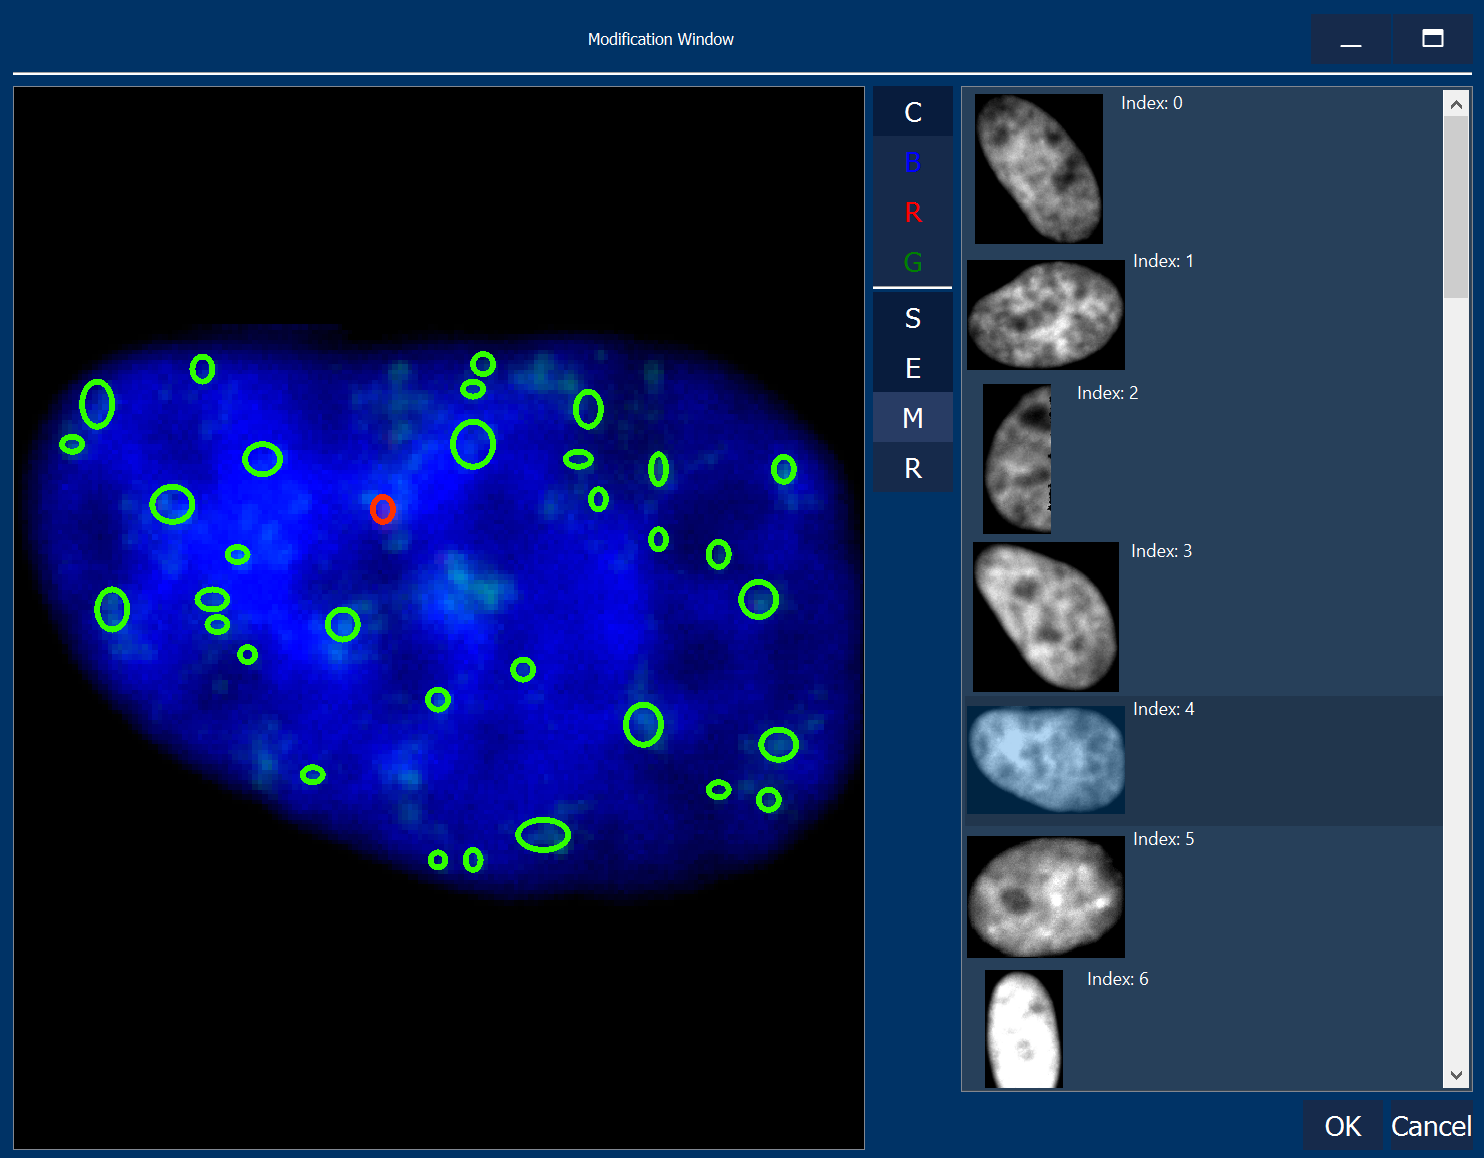 Modification Window
C
B
R
G
S
E
M
R
Index: 0
Index: 1
Index: 2
Index: 3
Index: 4
Index: 5
Index: 6
OK
Cancel